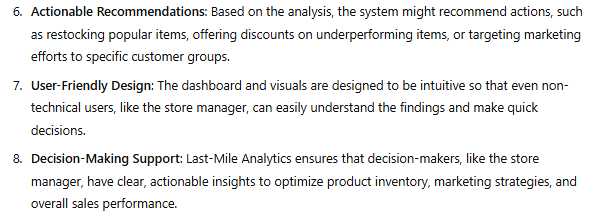 6. Actionable Recommendations: Based on the analysis, the system might recommend actions, such
as restocking popular items, offering discounts on underperforming items, or targeting marketing
efforts to specific customer groups.
7. User-Friendly Design: The dashboard and visuals are designed to be intuitive so that even non-
technical users, like the store manager, can easily understand the findings and make quick
decisions.
8. Decision-Making Support: Last-Mile Analytics ensures that decision-makers, like the store
manager, have clear, actionable insights to optimize product inventory, marketing strategies, and
overall sales performance.